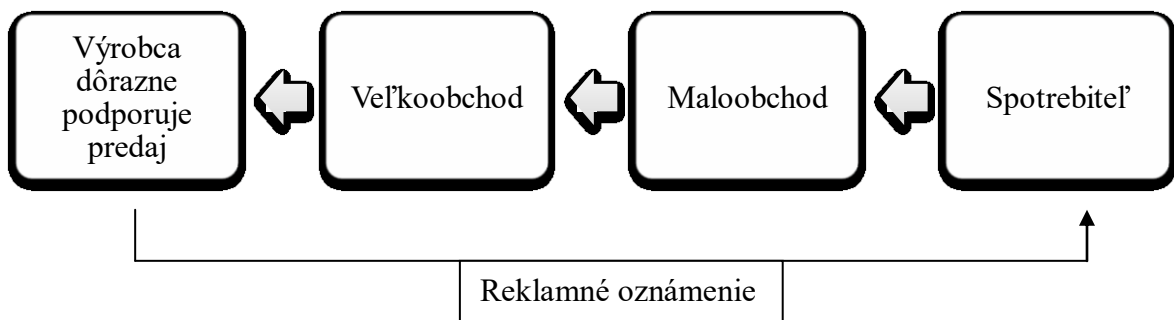 Výrobca
dôrazne
podporuje
predaj
Veľkoobchod
Maloobchod
Spotrebiteľ
Reklamné oznámenie